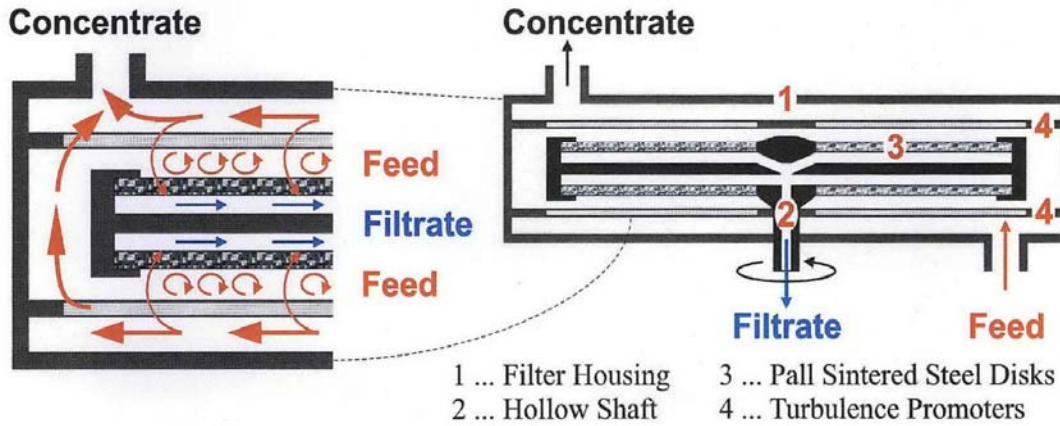 Concentrate
Feed
Filtrate
Feed
Concentrate
1
4
3
2
4
Filtrate
Feed
1 ... Filter Housing
2 ... Hollow Shaft
3 ... Pall Sintered Steel Disks
4 ... Turbulence Promoters